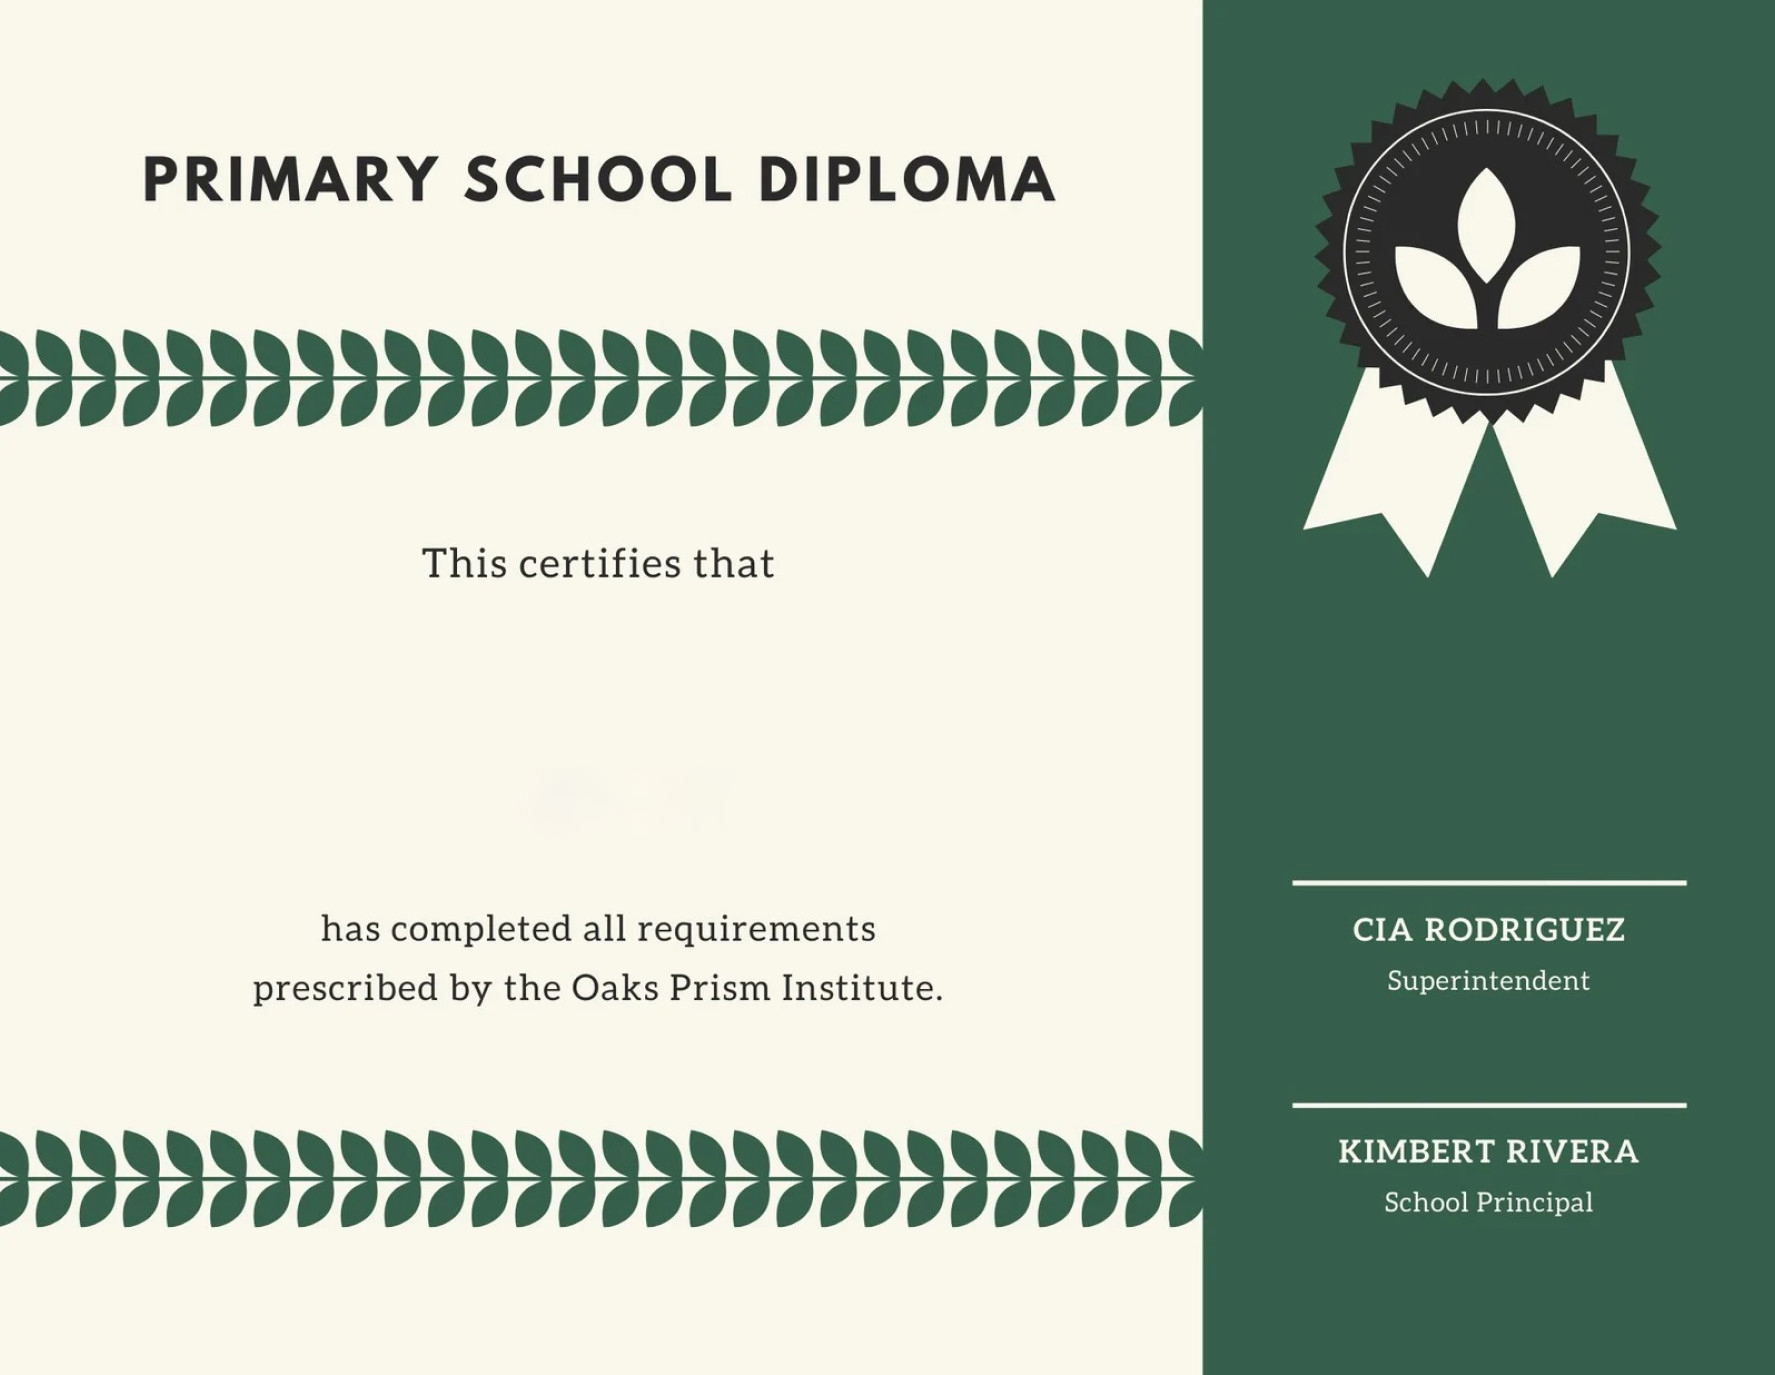 PRIMARY SCHOOL DIPLOMA
This certifies that
has completed all requirements
prescribed by the Oaks Prism Institute.
CIA RODRIGUEZ
Superintendent
KIMBERT RIVERA
School Principal